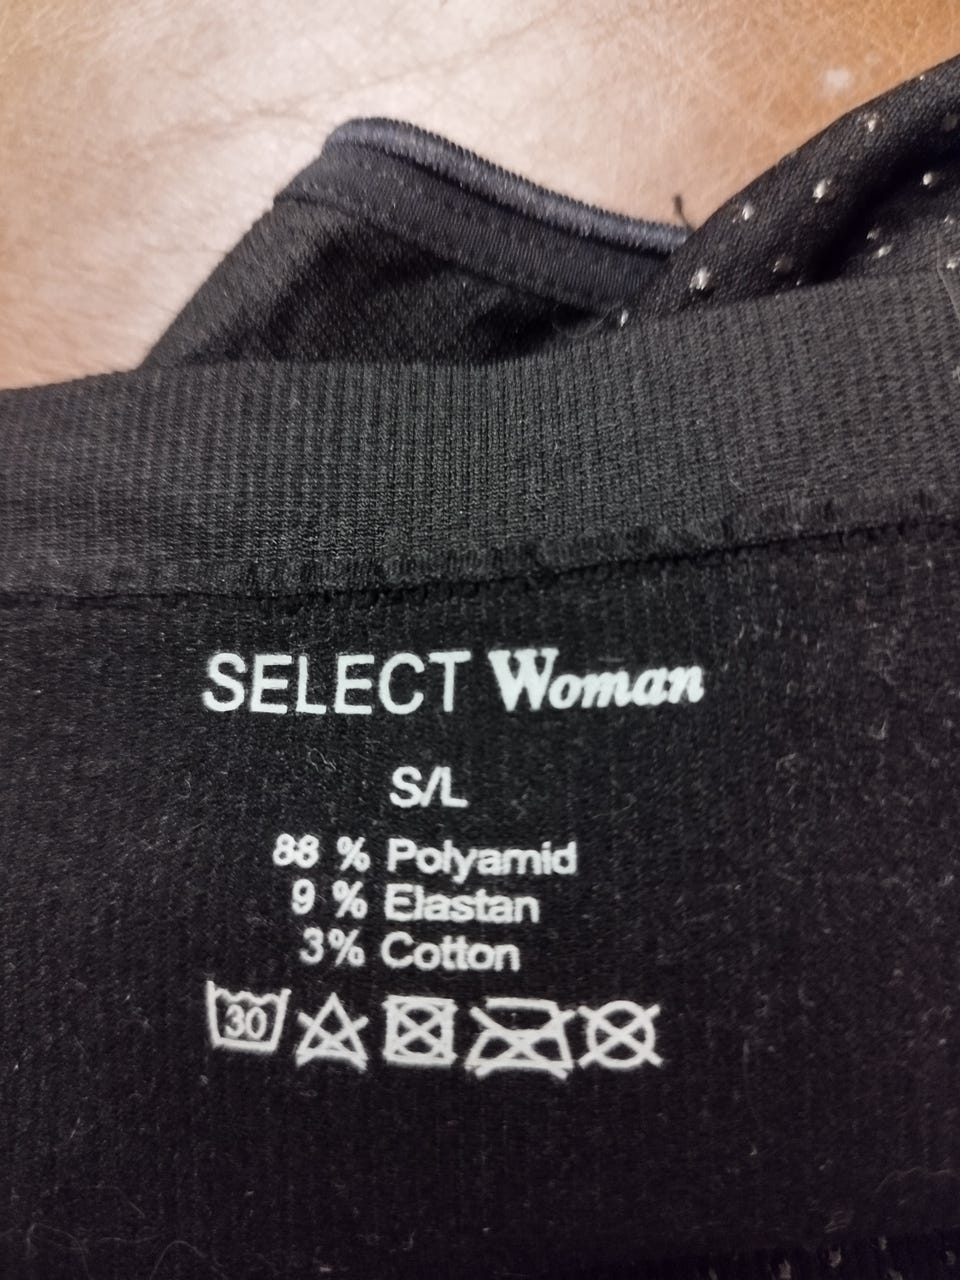 SELECT Woman
S/L
88 % Polyamid
9 % Elastan
3% Cotton
30